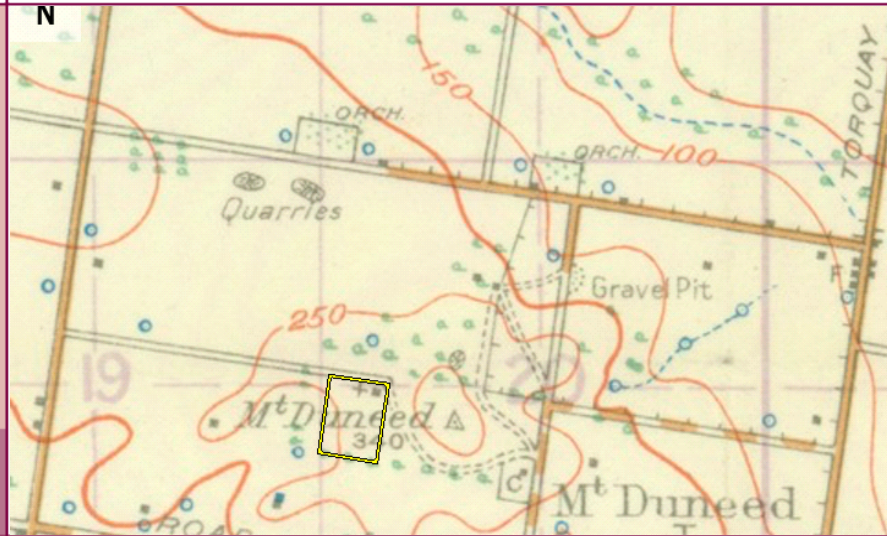 N
TORQUAY
150
ORCH.
ORCH.
100
Quarries
F
Gravel Pit
250
19
20
Mt Duneed
340
C
Mt Duneed
ROAD
T